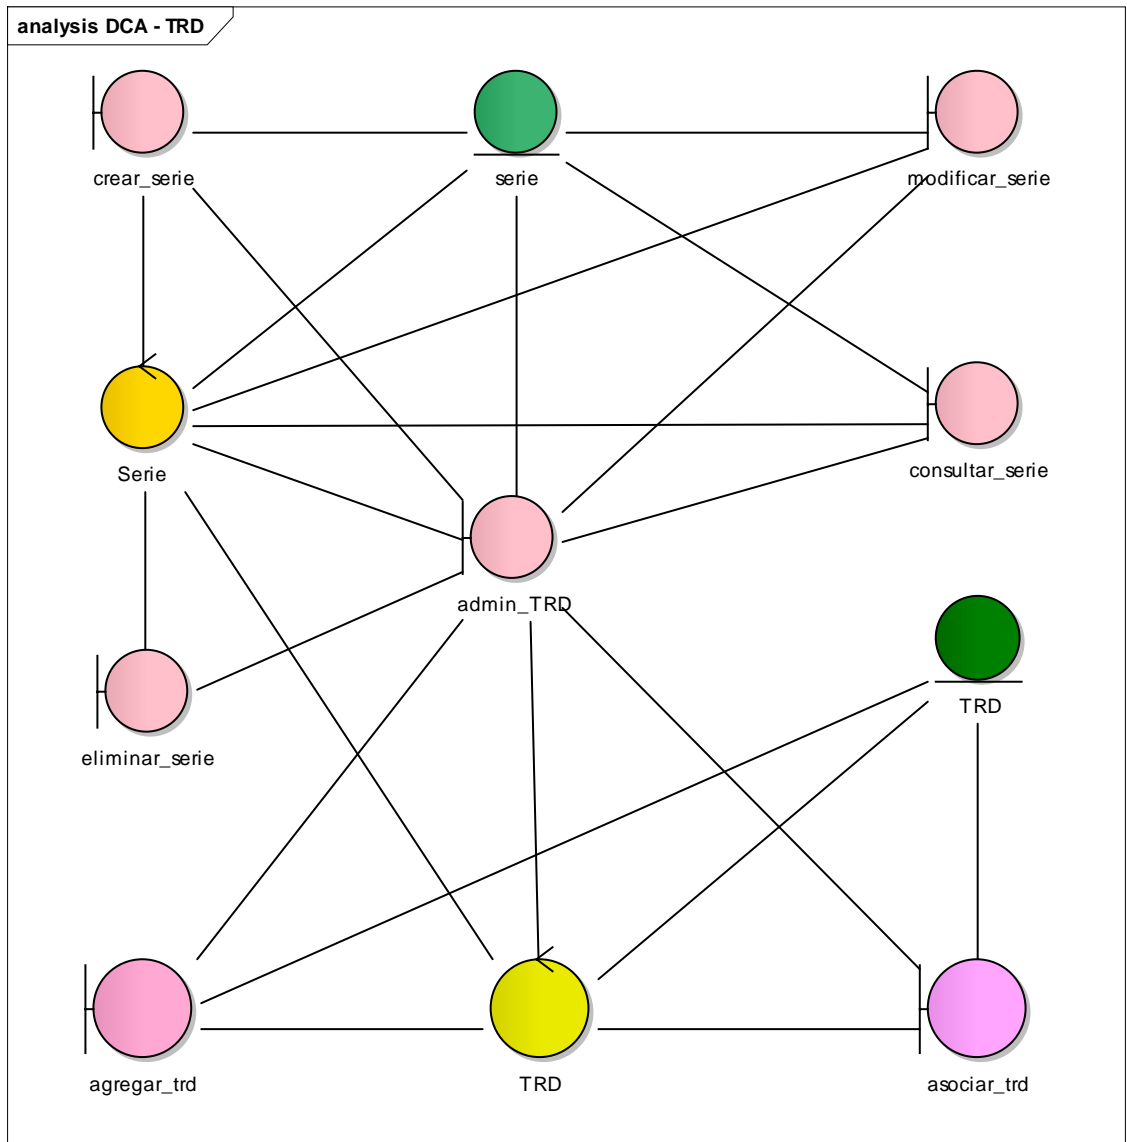 analysis DCA - TRD
crear_serie
serie
modificar_serie
Serie
consultar_serie
admin_TRD
TRD
eliminar_serie
agregar_trd
TRD
asociar_trd